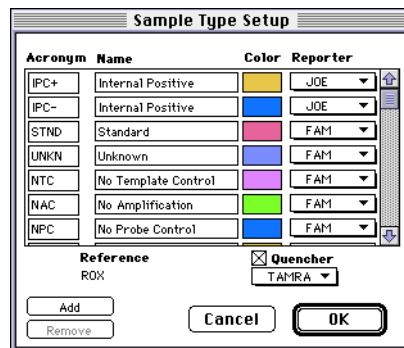 Sample Type Setup
Acronym Name Color Reporter
IPC+ Internal Positive JOE
IPC- Internal Positive JOE
STND Standard FAM
UNKN Unknown FAM
NTC No Template Control FAM
NAC No Amplification FAM
NPC No Probe Control FAM
Reference Quencher
ROX TAMRA
Add
Remove
Cancel OK